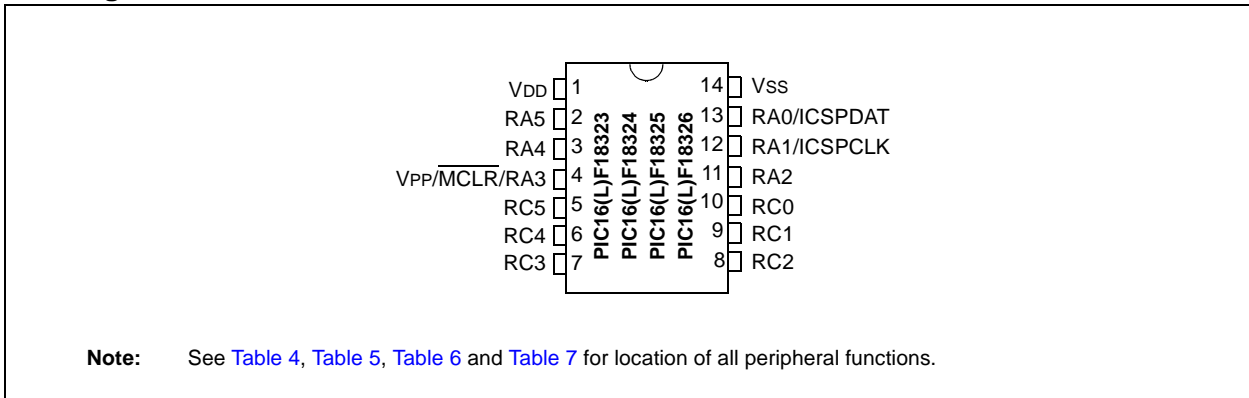 VDD 1 14 VSS
RA5 2 13 RA0/ICSPDAT
RA4 3 12 RA1/ICSPCLK
VPP/MCLR/RA3 4 11 RA2
RC5 5 10 RC0
RC4 6 9 RC1
RC3 7 8 RC2
PIC16(L)F18323
PIC16(L)F18324
PIC16(L)F18325
PIC16(L)F18326
Note: See Table 4, Table 5, Table 6 and Table 7 for location of all peripheral functions.